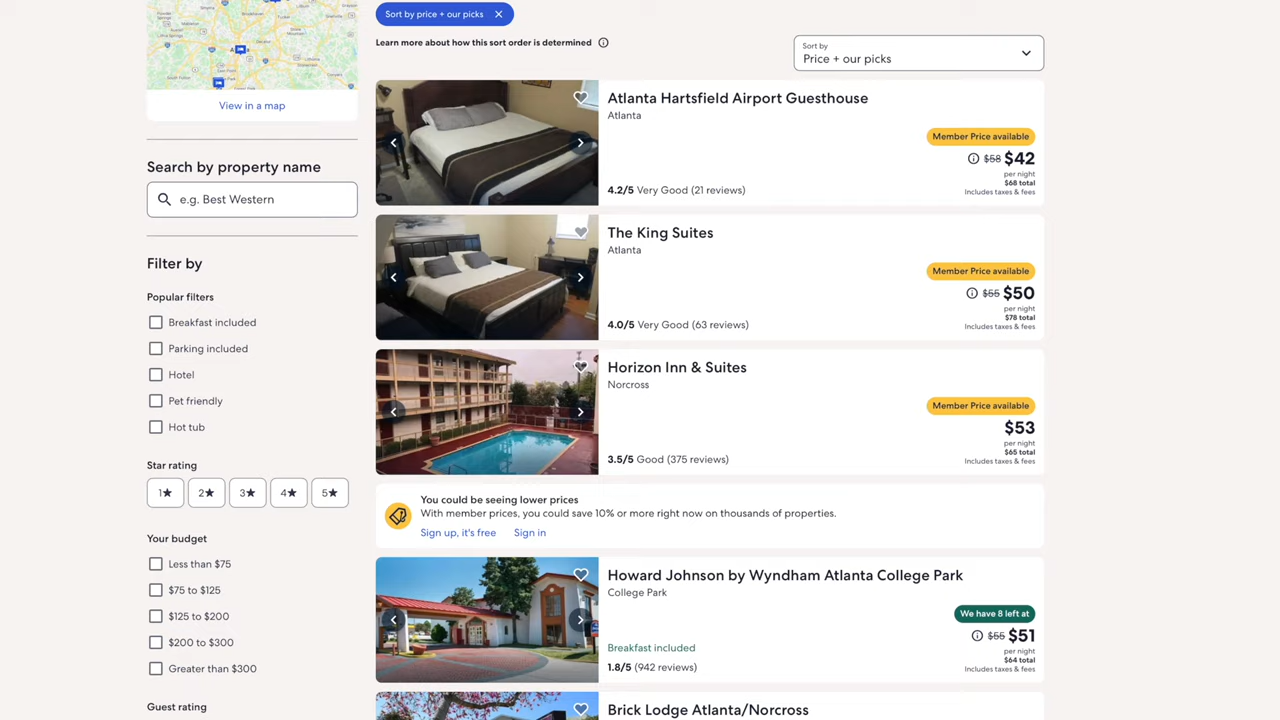 Sort by price + our picks
Learn more about how this sort order is determined
Sort by
Price + our picks
View in a map
Search by property name
e.g. Best Western
Filter by
Popular filters
Breakfast included
Parking included
Hotel
Pet friendly
Hot tub
Star rating
1★ 2★ 3★ 4★ 5★
Your budget
Less than $75
$75 to $125
$125 to $200
$200 to $300
Greater than $300
Guest rating
Atlanta Hartsfield Airport Guesthouse
Atlanta
Member Price available
$58 $42
per night
$68 total
Includes taxes & fees
4.2/5 Very Good (21 reviews)
The King Suites
Atlanta
Member Price available
$55 $50
per night
$78 total
Includes taxes & fees
4.0/5 Very Good (63 reviews)
Horizon Inn & Suites
Norcross
Member Price available
$53
per night
$65 total
Includes taxes & fees
3.5/5 Good (375 reviews)
You could be seeing lower prices
With member prices, you could save 10% or more right now on thousands of properties.
Sign up, it's free Sign in
Howard Johnson by Wyndham Atlanta College Park
College Park
We have 8 left at
$55 $51
per night
$64 total
Includes taxes & fees
Breakfast included
1.8/5 (942 reviews)
Brick Lodge Atlanta/Norcross